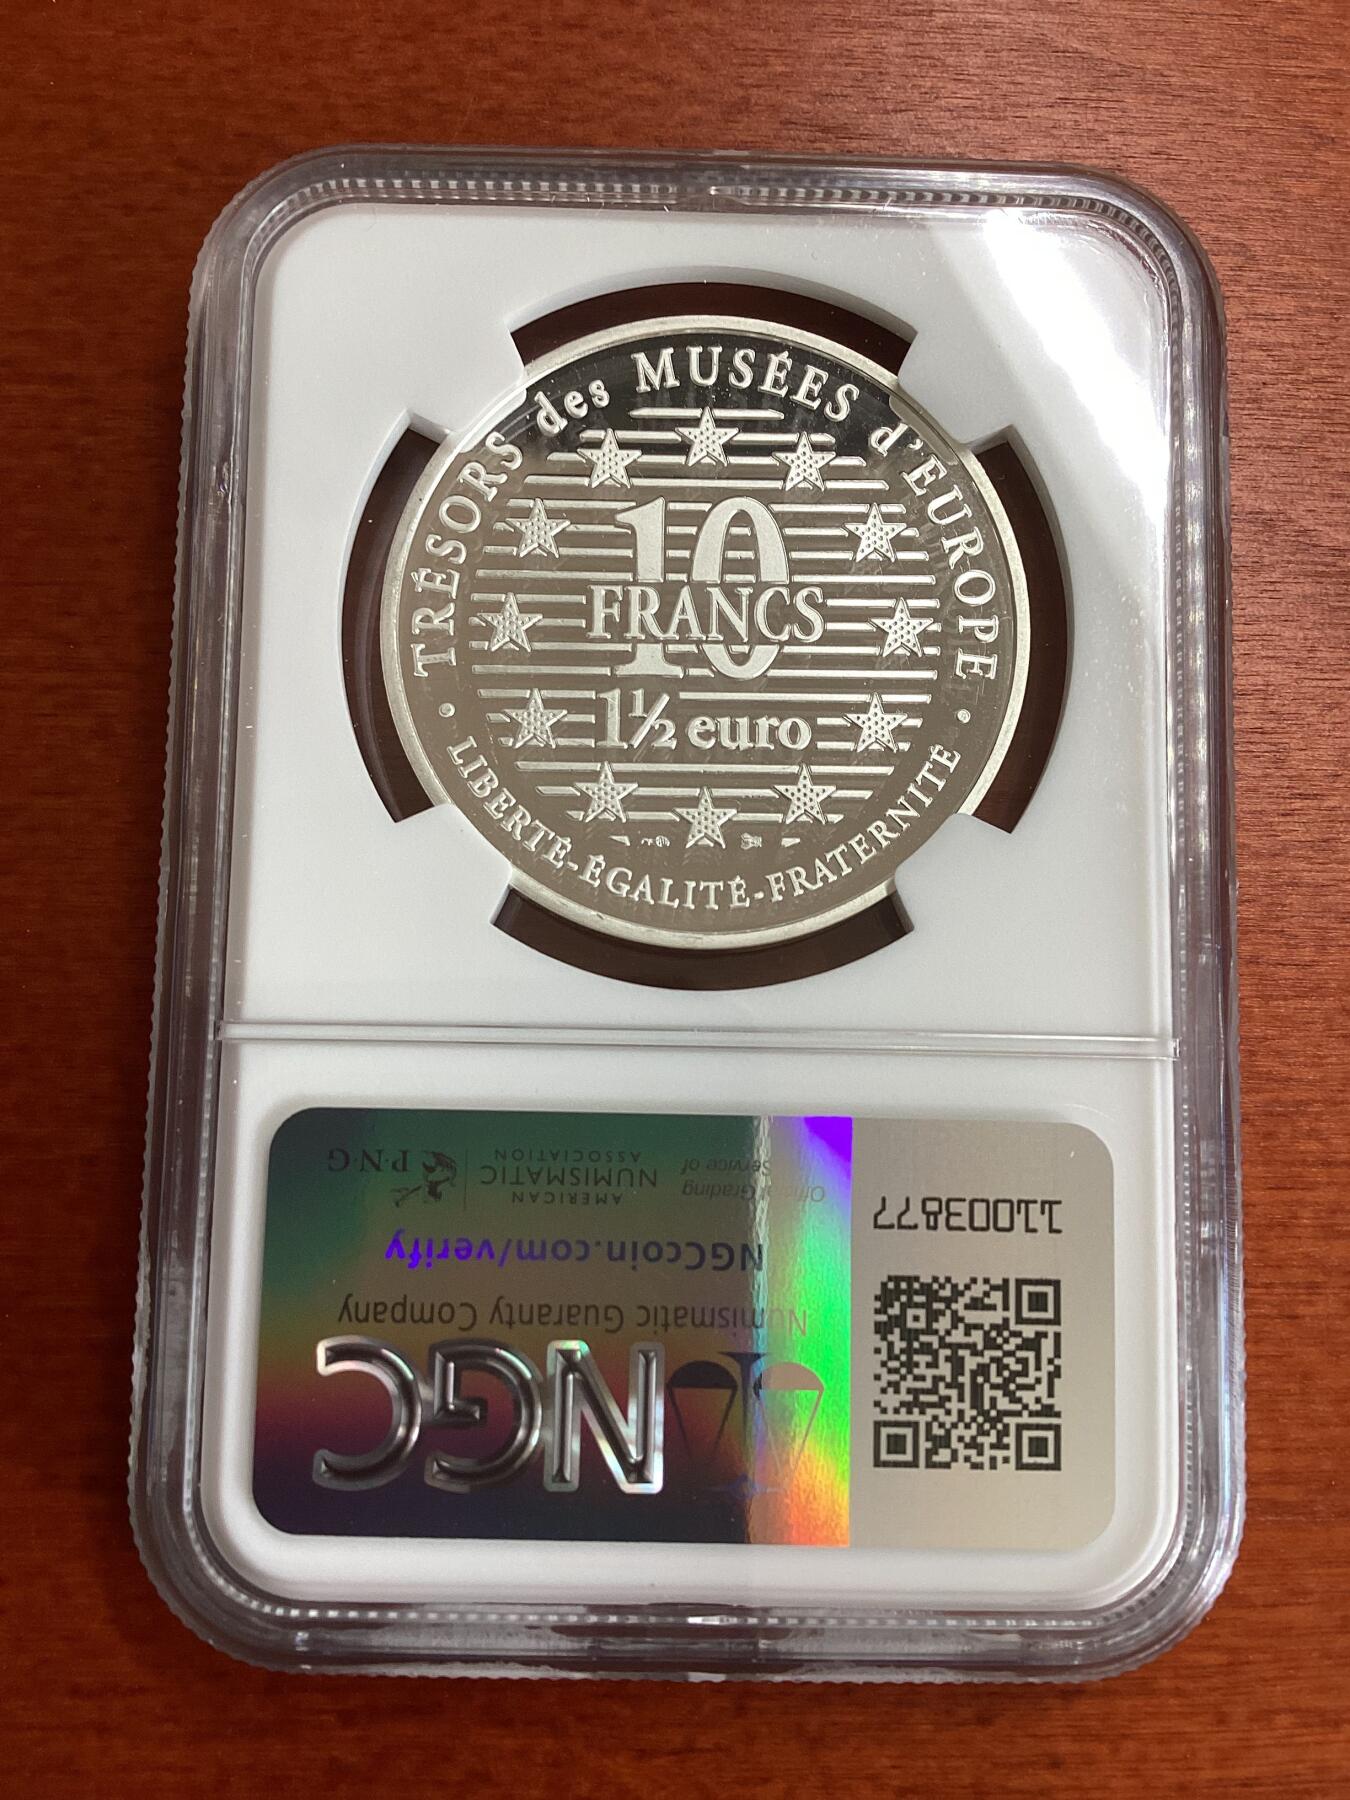 TRÉSORS des MUSÉES d'EUROPE
10
FRANCS
1½ euro
• LIBERTÉ-ÉGALITÉ-FRATERNITÉ •
NGC
Numismatic Guaranty Company
NGCcoin.com/verify
Official Grading
Service of
AMERICAN
NUMISMATIC
ASSOCIATION
P·N·G
11003877